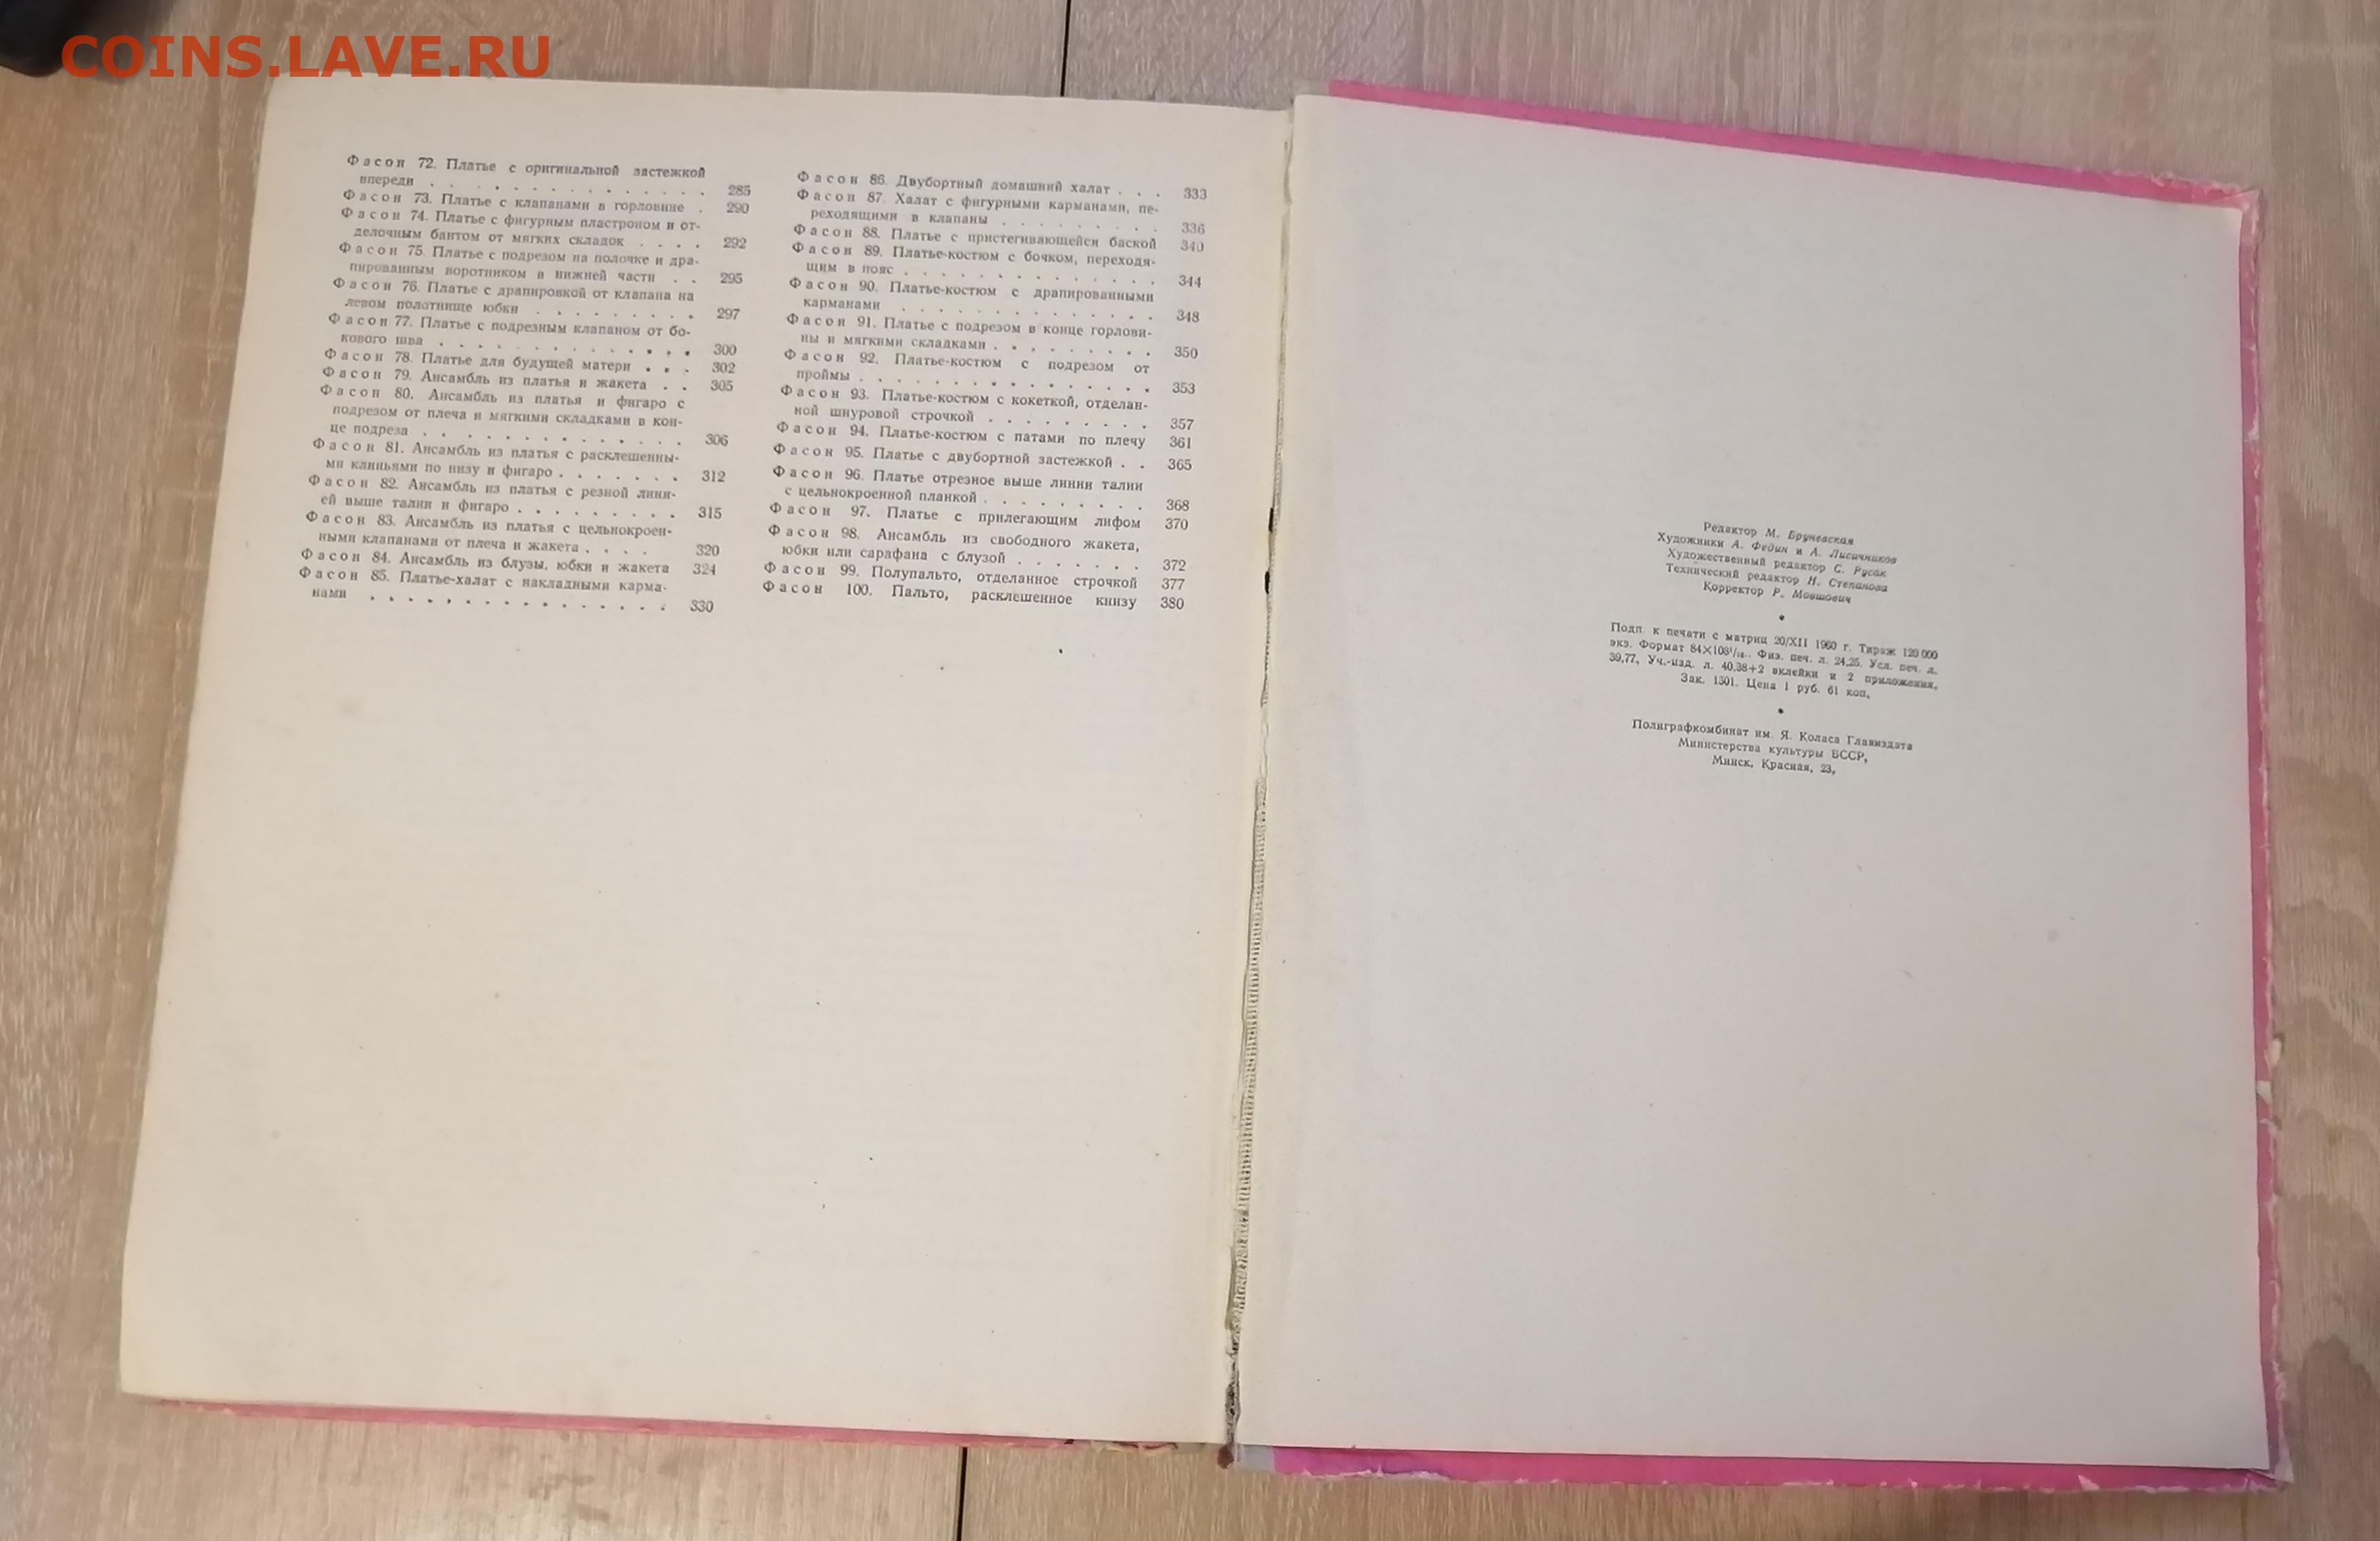 COINS.LAVE.RU
Фасон 72. Платье с оригинальной застежкой
впереди . . . . . . . . . . . . . . 285
Фасон 73. Платье с клапанами в горловине . 290
Фасон 74. Платье с фигурным пластроном и от-
делочным бантом от мягких складок . . . . 292
Фасон 75. Платье с подрезом на полочке и дра-
пированным воротником в нижней части . . 295
Фасон 76. Платье с драпировкой от клапана на
левом полотнище юбки . . . . . . . . . 297
Фасон 77. Платье с подрезным клапаном от бо-
кового шва . . . . . . . . . . . . . 300
Фасон 78. Платье для будущей матери . . . 302
Фасон 79. Ансамбль из платья и жакета . . 305
Фасон 80. Ансамбль из платья и фигаро с
подрезом от плеча и мягкими складками в кон-
це подреза . . . . . . . . . . . . . 306
Фасон 81. Ансамбль из платья с расклешенны-
ми клиньями по низу и фигаро . . . . . . . 312
Фасон 82. Ансамбль из платья с резной лини-
ей выше талии и фигаро . . . . . . . . . 315
Фасон 83. Ансамбль из платья с цельнокроен-
ными клапанами от плеча и жакета . . . . 320
Фасон 84. Ансамбль из блузы, юбки и жакета 324
Фасон 85. Платье-халат с накладными карма-
нами . . . . . . . . . . . . . . . . 330
Фасон 86. Двубортный домашний халат . . . 333
Фасон 87. Халат с фигурными карманами, пе-
реходящими в клапаны . . . . . . . . . 336
Фасон 88. Платье с пристегивающейся баской 340
Фасон 89. Платье-костюм с бочком, переходя-
щим в пояс . . . . . . . . . . . . . . 344
Фасон 90. Платье-костюм с драпированными
карманами . . . . . . . . . . . . . . 348
Фасон 91. Платье с подрезом в конце горлови-
ны и мягкими складками . . . . . . . . . 350
Фасон 92. Платье-костюм с подрезом от
проймы . . . . . . . . . . . . . . . . 353
Фасон 93. Платье-костюм с кокеткой, отделан-
ной шнуровой строчкой . . . . . . . . . 357
Фасон 94. Платье-костюм с патами по плечу 361
Фасон 95. Платье с двубортной застежкой . . 365
Фасон 96. Платье отрезное выше линии талии
с цельнокроенной планкой . . . . . . . . . 368
Фасон 97. Платье с прилегающим лифом 370
Фасон 98. Ансамбль из свободного жакета,
юбки или сарафана с блузой . . . . . . . 372
Фасон 99. Полупальто, отделанное строчкой 377
Фасон 100. Пальто, расклешенное книзу 380
Редактор М. Бруневская
Художники А. Федин и А. Лисичников
Художественный редактор С. Русак
Технический редактор Н. Степанова
Корректор Р. Мовшович
Подп. к печати с матриц 20/XII 1960 г. Тираж 120 000
экз. Формат 84×108¹/₁₆. Физ. печ. л. 24,25. Усл. печ. л.
39,77. Уч.-изд. л. 40,38+2 вклейки и 2 приложения.
Зак. 1301. Цена 1 руб. 61 коп.
Полиграфкомбинат им. Я. Коласа Главиздата
Министерства культуры БССР,
Минск, Красная, 23.